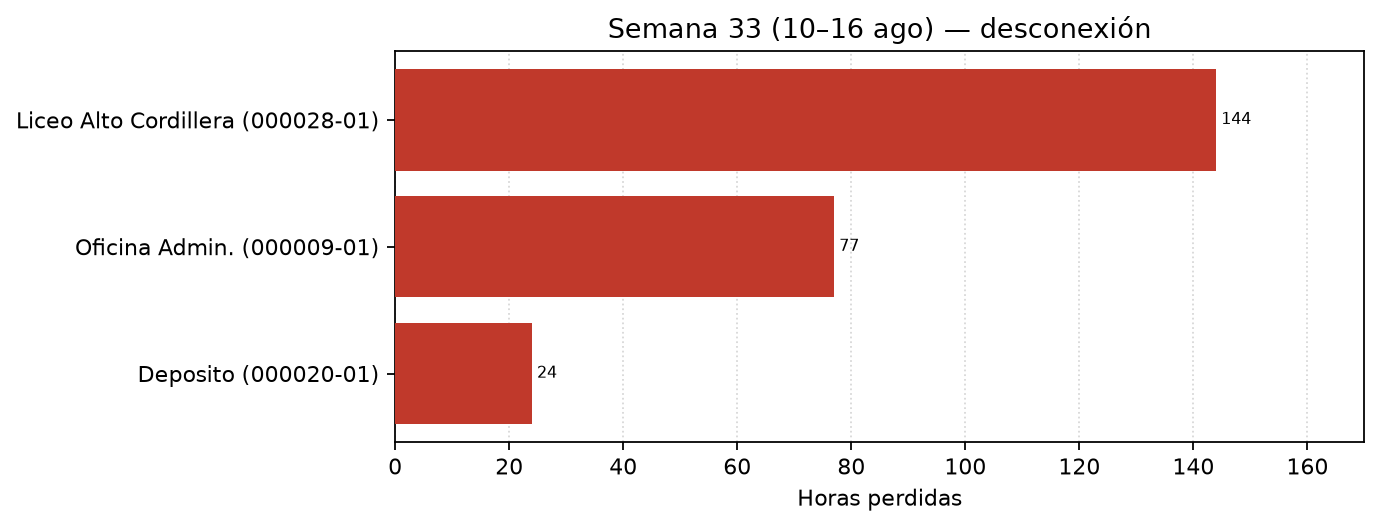 Semana 33 (10–16 ago) — desconexión
Liceo Alto Cordillera (000028-01)
144
Oficina Admin. (000009-01)
77
Deposito (000020-01)
24
0 20 40 60 80 100 120 140 160
Horas perdidas